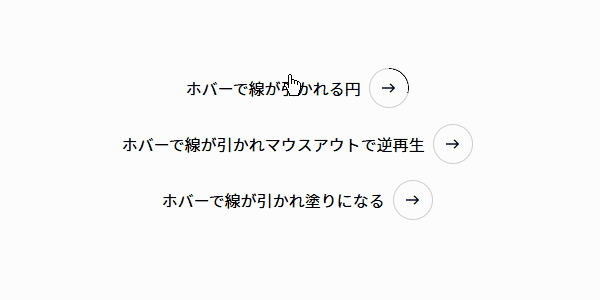 ホバーで線が引かれる円
ホバーで線が引かれマウスアウトで逆再生
ホバーで線が引かれ塗りになる